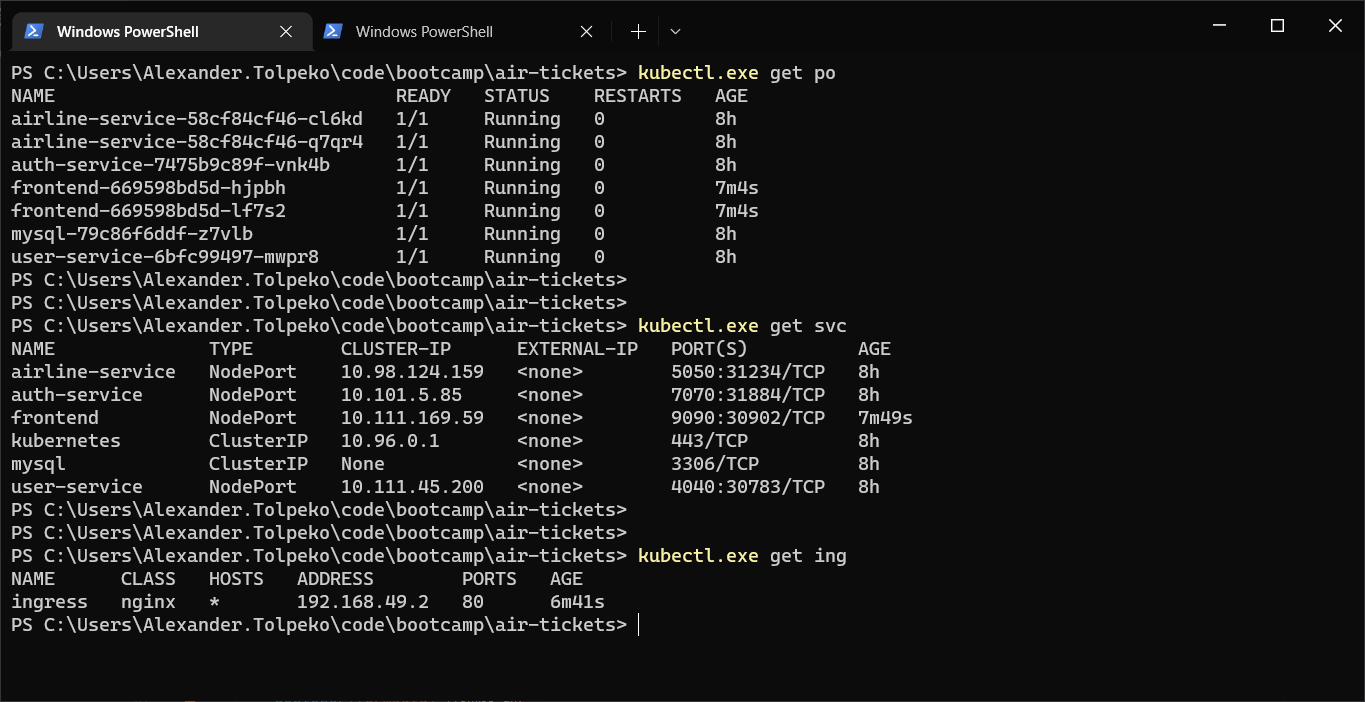 Windows PowerShell Windows PowerShell
PS C:\Users\Alexander.Tolpeko\code\bootcamp\air-tickets> kubectl.exe get po
NAME READY STATUS RESTARTS AGE
airline-service-58cf84cf46-cl6kd 1/1 Running 0 8h
airline-service-58cf84cf46-q7qr4 1/1 Running 0 8h
auth-service-7475b9c89f-vnk4b 1/1 Running 0 8h
frontend-669598bd5d-hjpbh 1/1 Running 0 7m4s
frontend-669598bd5d-lf7s2 1/1 Running 0 7m4s
mysql-79c86f6ddf-z7vlb 1/1 Running 0 8h
user-service-6bfc99497-mwpr8 1/1 Running 0 8h
PS C:\Users\Alexander.Tolpeko\code\bootcamp\air-tickets>
PS C:\Users\Alexander.Tolpeko\code\bootcamp\air-tickets>
PS C:\Users\Alexander.Tolpeko\code\bootcamp\air-tickets> kubectl.exe get svc
NAME TYPE CLUSTER-IP EXTERNAL-IP PORT(S) AGE
airline-service NodePort 10.98.124.159 <none> 5050:31234/TCP 8h
auth-service NodePort 10.101.5.85 <none> 7070:31884/TCP 8h
frontend NodePort 10.111.169.59 <none> 9090:30902/TCP 7m49s
kubernetes ClusterIP 10.96.0.1 <none> 443/TCP 8h
mysql ClusterIP None <none> 3306/TCP 8h
user-service NodePort 10.111.45.200 <none> 4040:30783/TCP 8h
PS C:\Users\Alexander.Tolpeko\code\bootcamp\air-tickets>
PS C:\Users\Alexander.Tolpeko\code\bootcamp\air-tickets>
PS C:\Users\Alexander.Tolpeko\code\bootcamp\air-tickets> kubectl.exe get ing
NAME CLASS HOSTS ADDRESS PORTS AGE
ingress nginx * 192.168.49.2 80 6m41s
PS C:\Users\Alexander.Tolpeko\code\bootcamp\air-tickets>